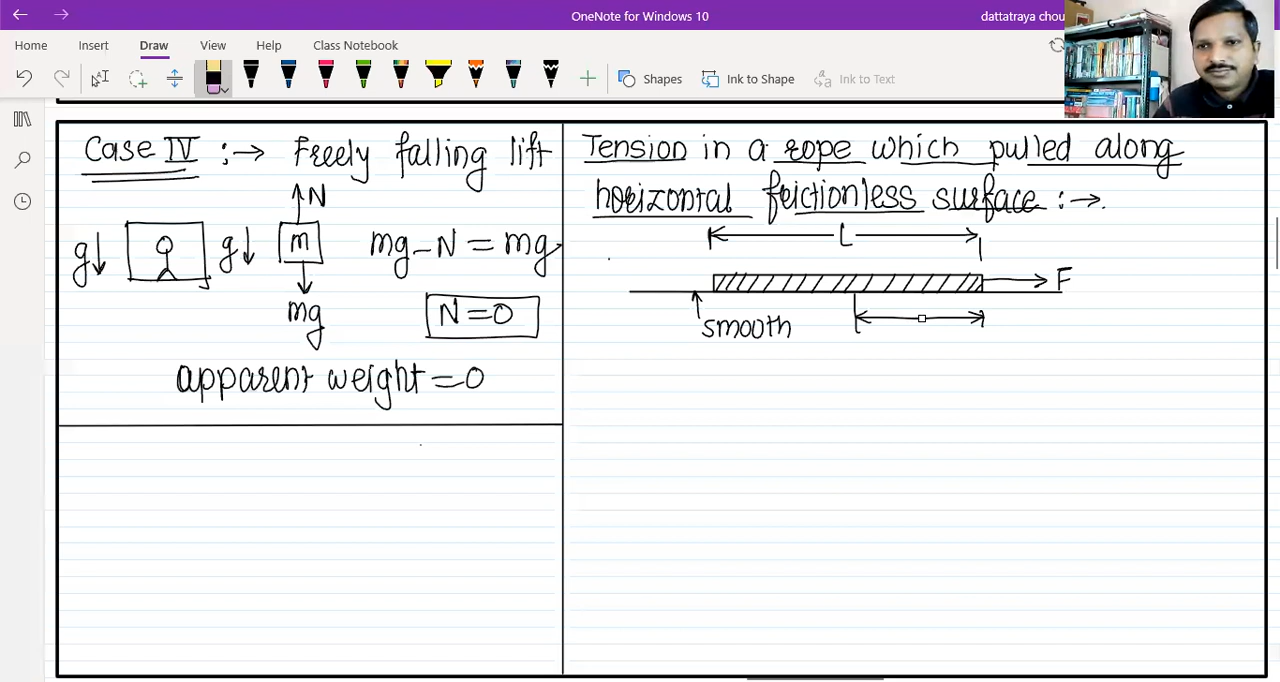 OneNote for Windows 10
dattatraya chou
Home Insert Draw View Help Class Notebook
Shapes Ink to Shape Ink to Text
Case IV :→ Freely falling lift
N
g↓ g↓ m mg - N = mg
mg N = 0
apparent weight = 0
Tension in a rope which pulled along
horizontal frictionless surface :→
L
F
smooth